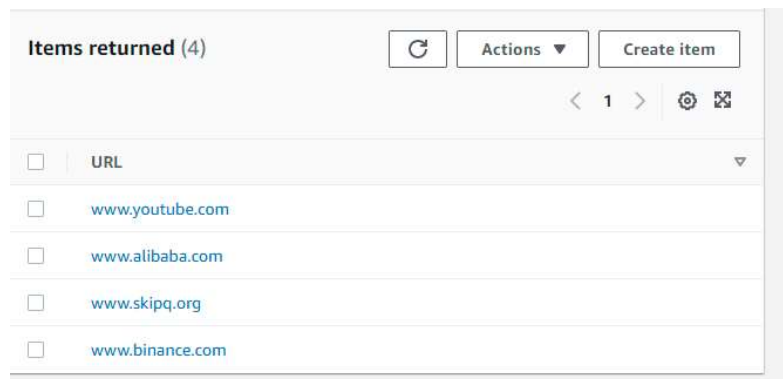 Items returned (4)
Actions
Create item
1
URL
www.youtube.com
www.alibaba.com
www.skipq.org
www.binance.com